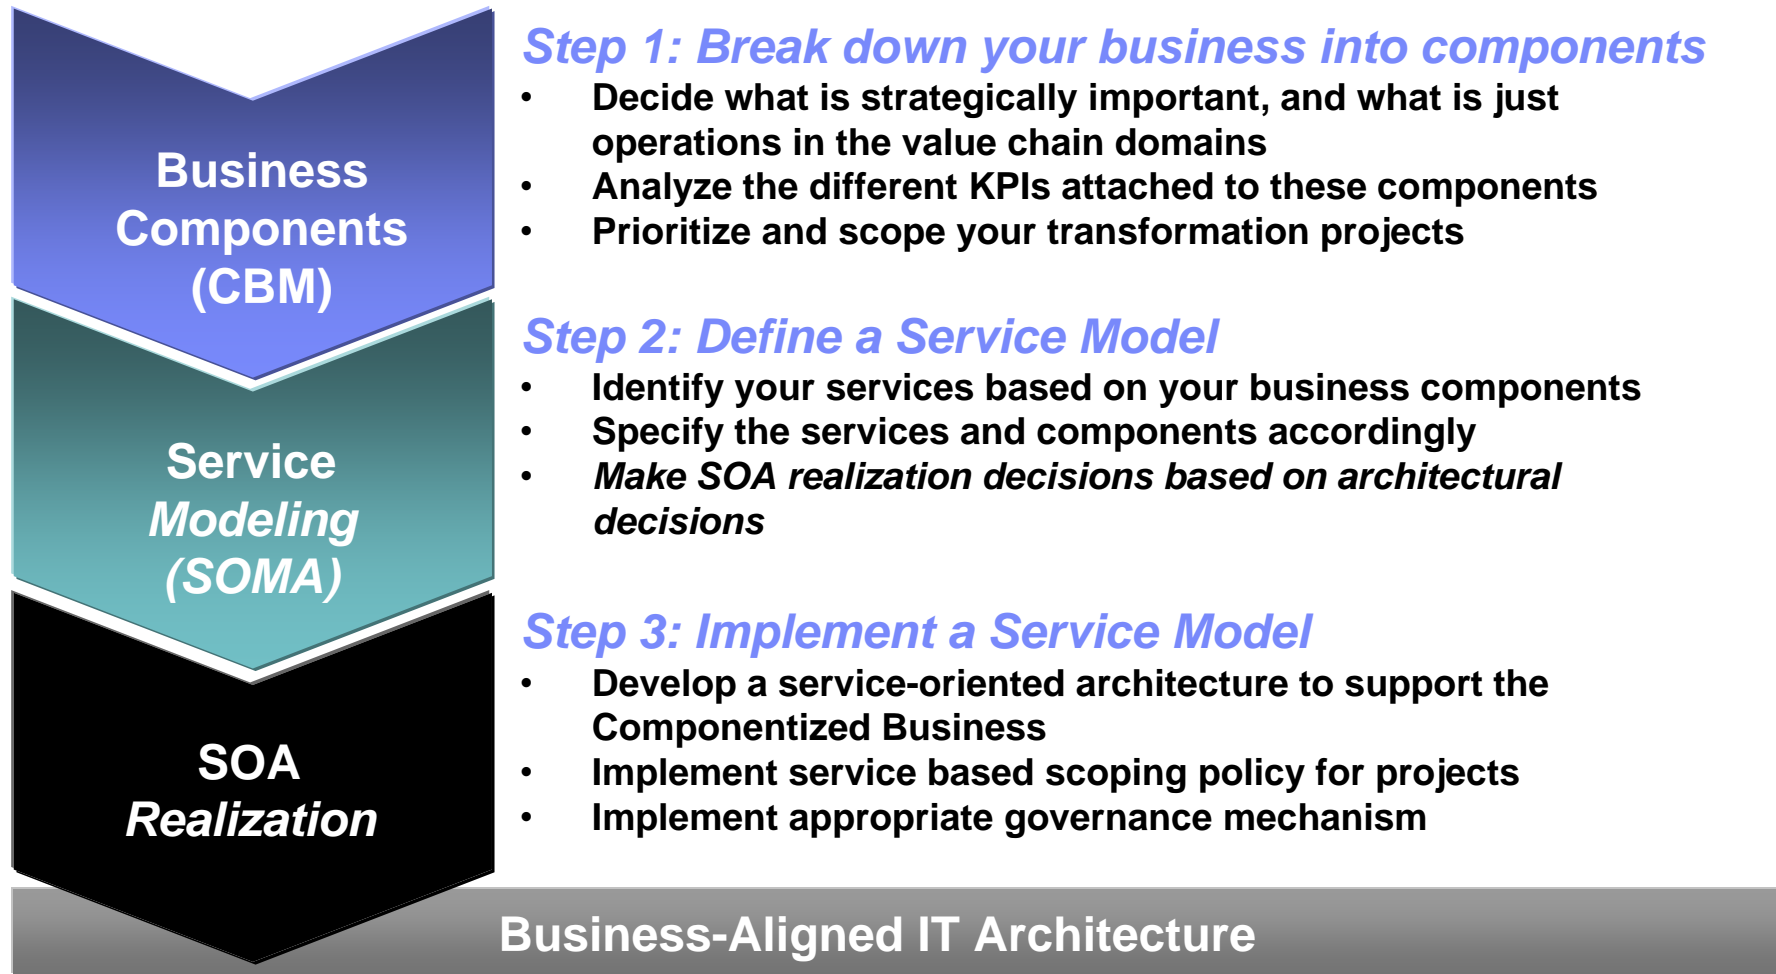 Business
Components
(CBM)
Step 1: Break down your business into components
• Decide what is strategically important, and what is just
operations in the value chain domains
• Analyze the different KPIs attached to these components
• Prioritize and scope your transformation projects
Service
Modeling
(SOMA)
Step 2: Define a Service Model
• Identify your services based on your business components
• Specify the services and components accordingly
• Make SOA realization decisions based on architectural
decisions
SOA
Realization
Step 3: Implement a Service Model
• Develop a service-oriented architecture to support the
Componentized Business
• Implement service based scoping policy for projects
• Implement appropriate governance mechanism
Business-Aligned IT Architecture